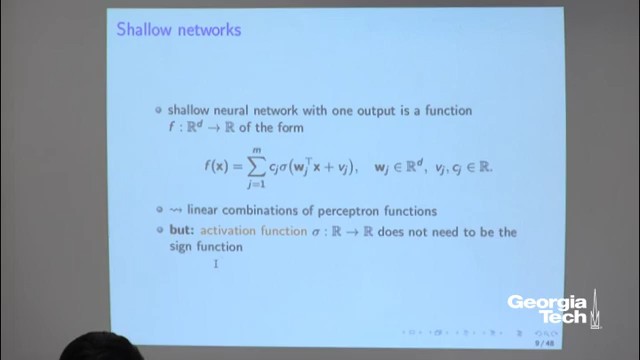 Shallow networks
shallow neural network with one output is a function
f : ℝᵈ → ℝ of the form
f(x) = ∑_{j=1}^{m} c_j σ(w_j^⊤ x + v_j), w_j ∈ ℝᵈ, v_j, c_j ∈ ℝ.
⇝ linear combinations of perceptron functions
but: activation function σ : ℝ → ℝ does not need to be the
sign function
Georgia
Tech
9 / 48